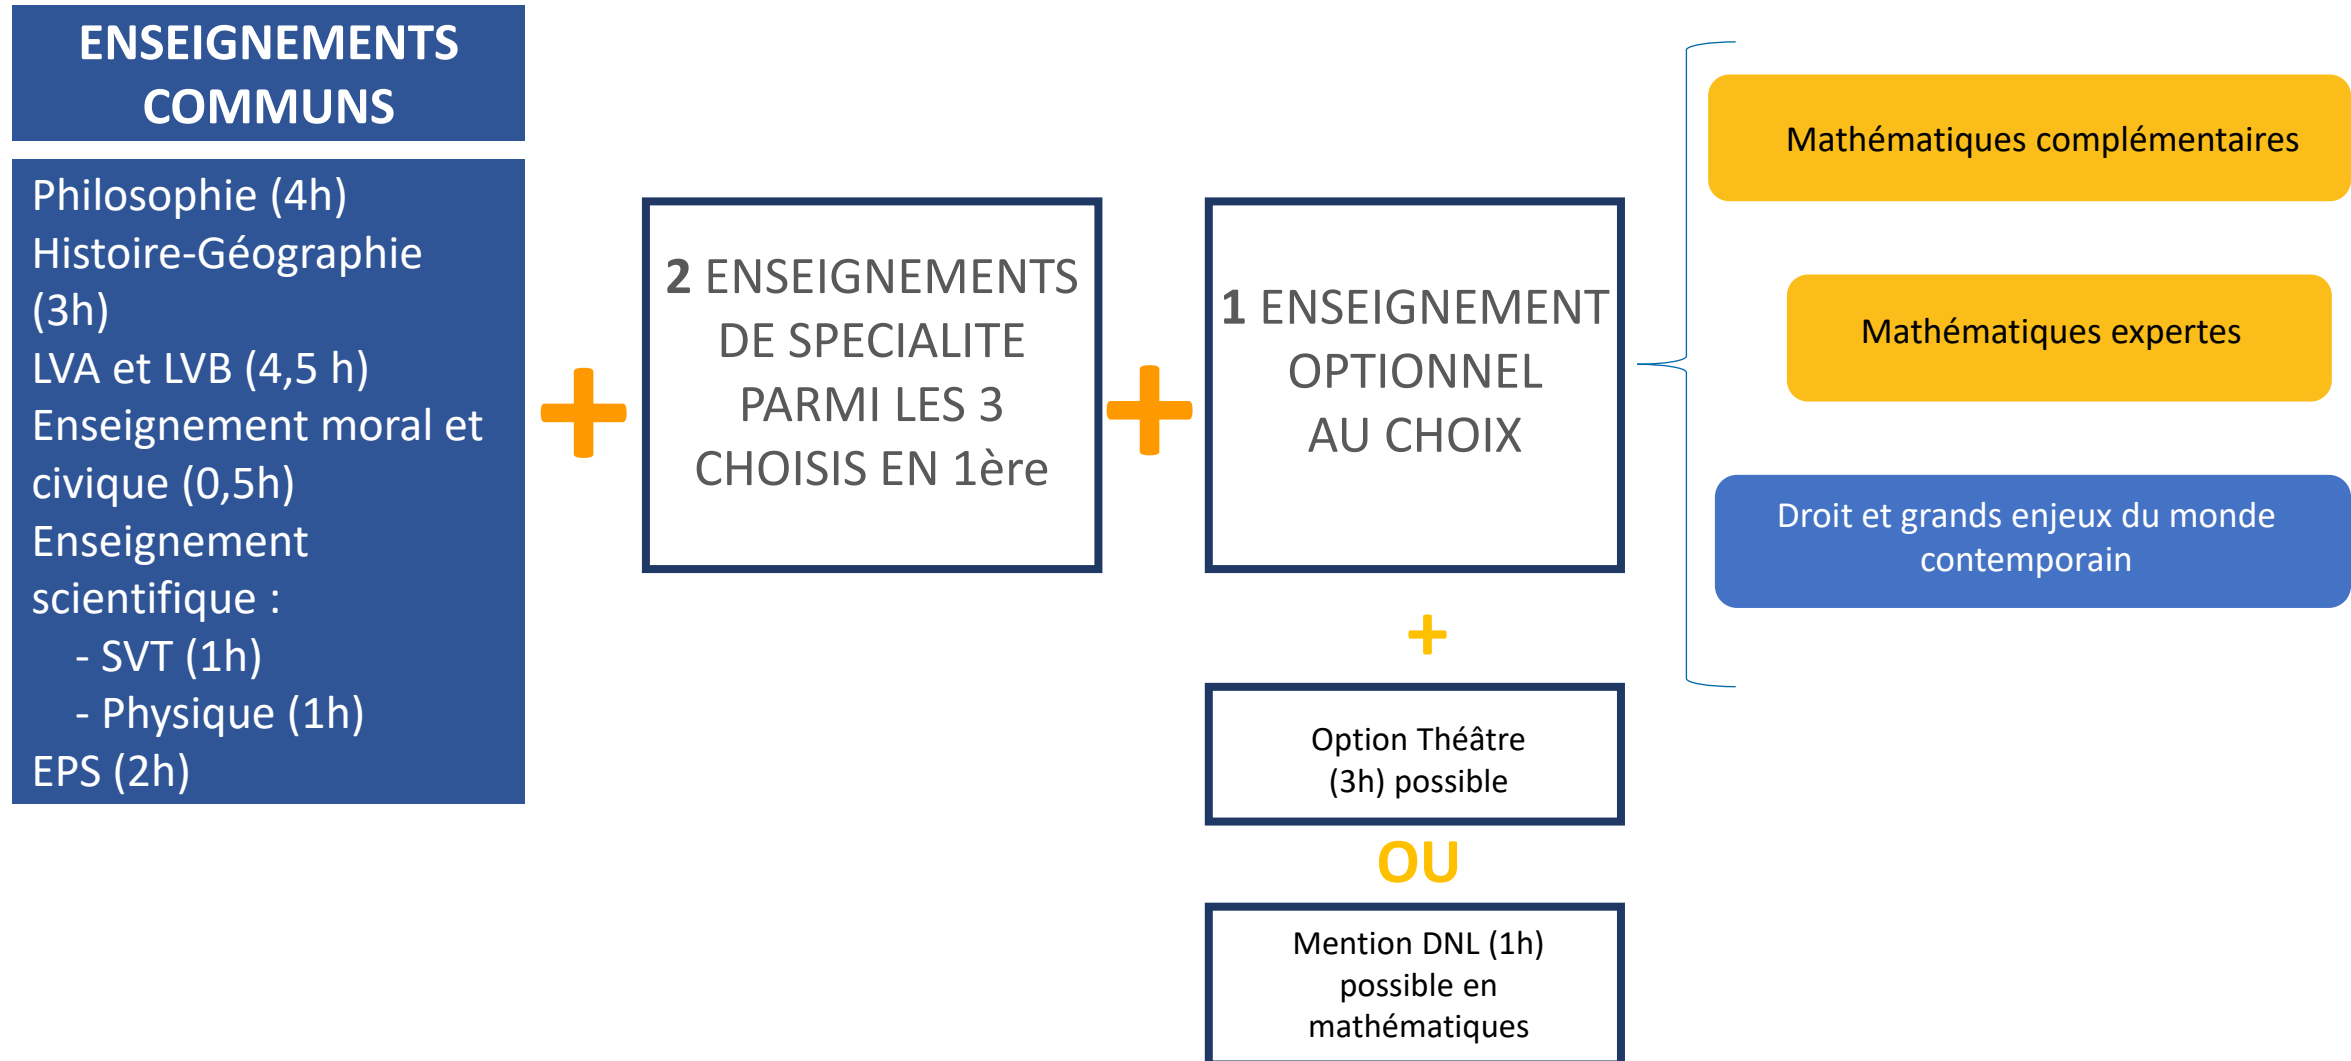 ENSEIGNEMENTS
COMMUNS
Philosophie (4h)
Histoire-Géographie
(3h)
LVA et LVB (4,5 h)
Enseignement moral et
civique (0,5h)
Enseignement
scientifique :
- SVT (1h)
- Physique (1h)
EPS (2h)
+
2 ENSEIGNEMENTS
DE SPECIALITE
PARMI LES 3
CHOISIS EN 1ère
+
1 ENSEIGNEMENT
OPTIONNEL
AU CHOIX
+
Option Théâtre
(3h) possible
OU
Mention DNL (1h)
possible en
mathématiques
Mathématiques complémentaires
Mathématiques expertes
Droit et grands enjeux du monde
contemporain